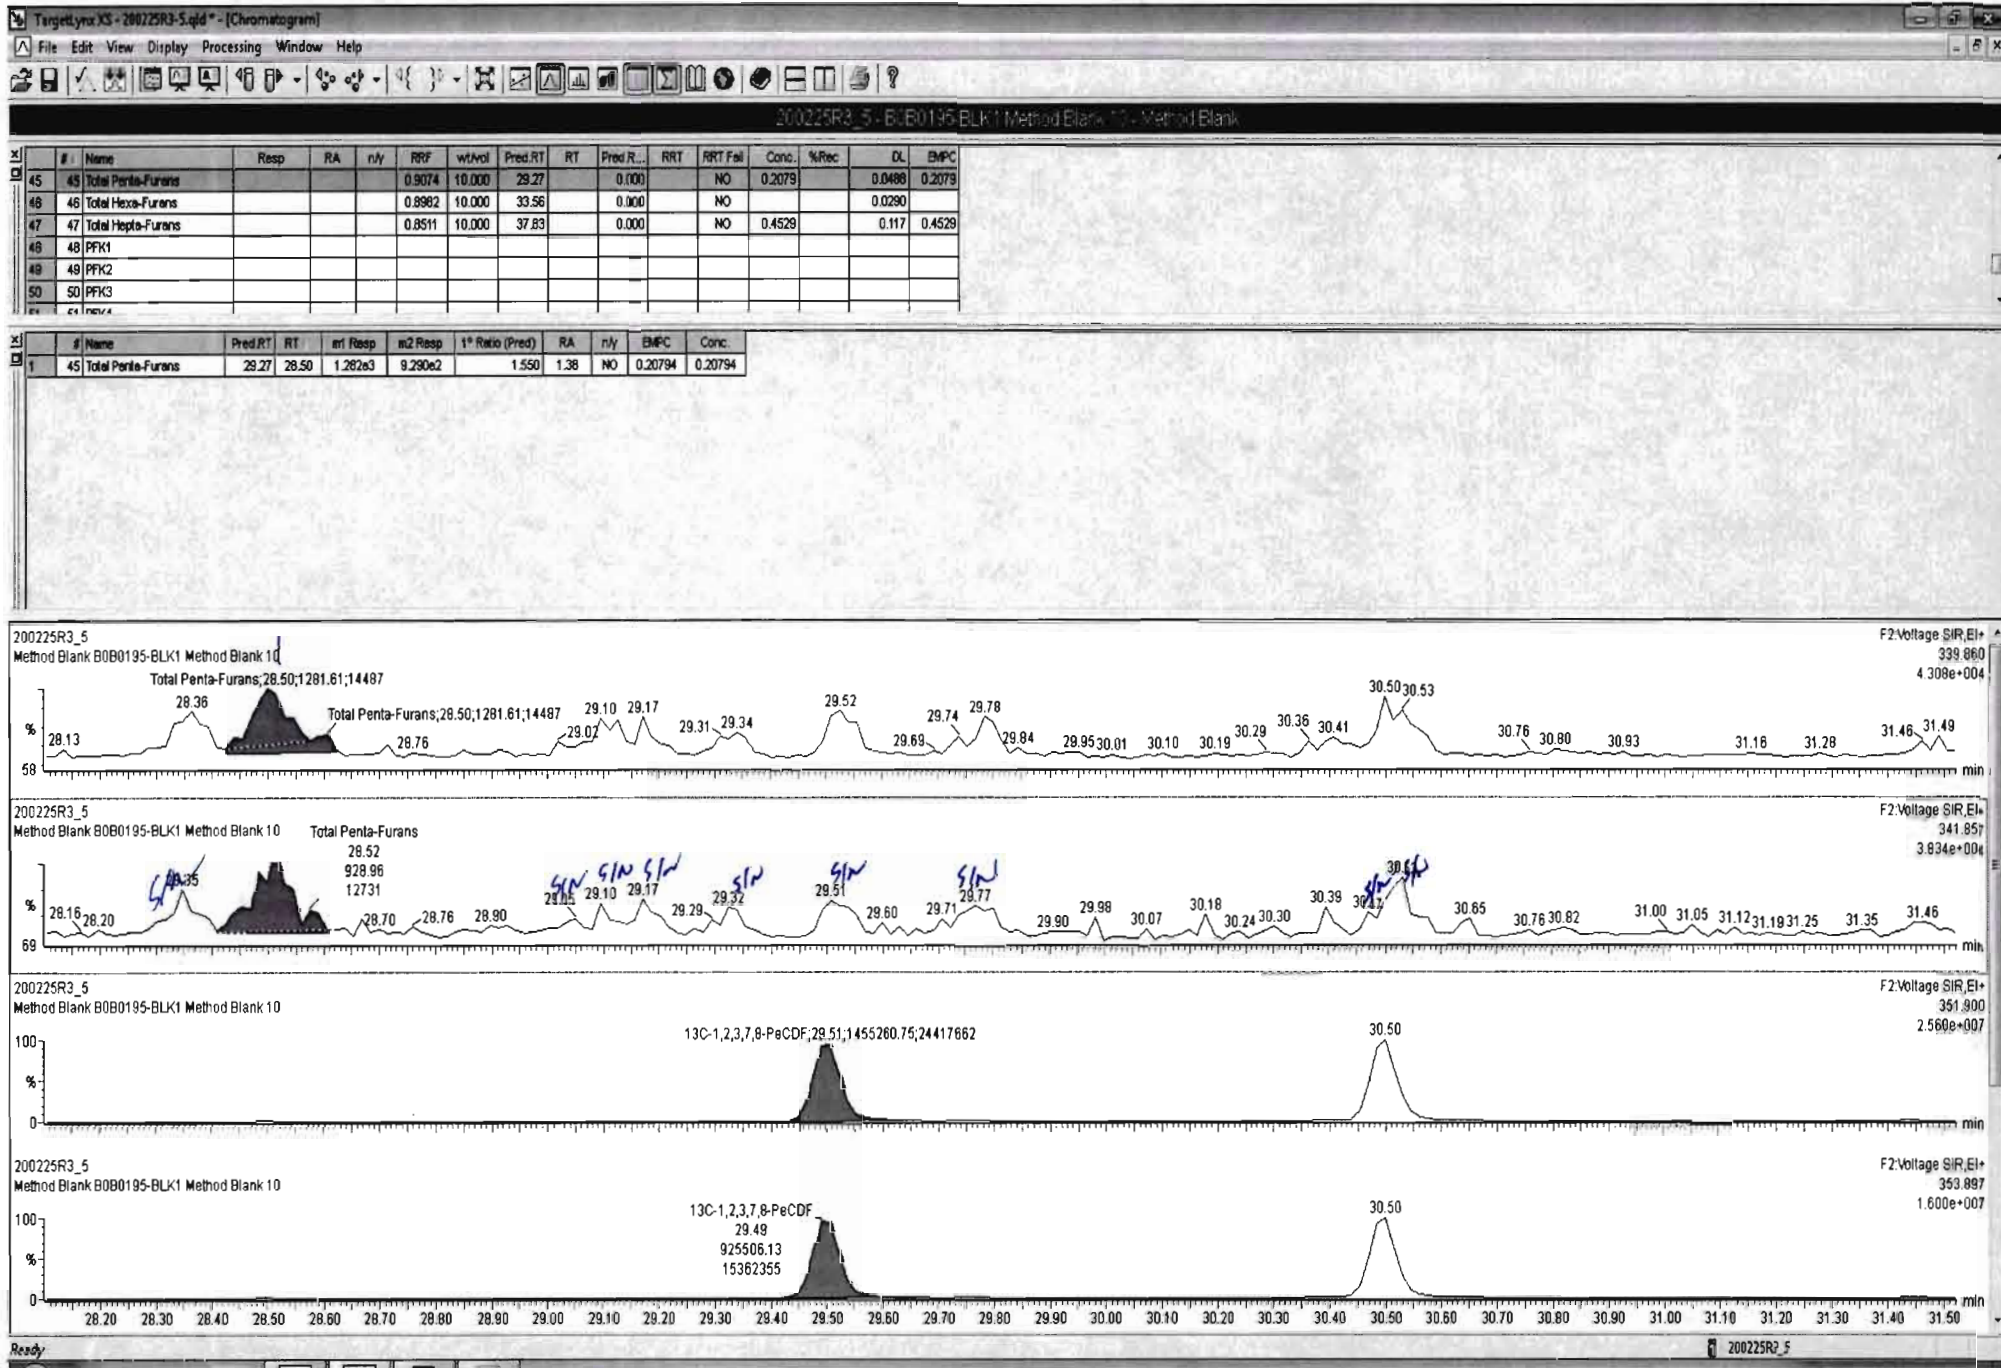 TargetLynx XS - 200225R3-5.qld * - [Chromatogram]
File Edit View Display Processing Window Help
200225R3_5 - B0B0195-BLK1 Method Blank 10 - Method Blank
# Name Resp RA n/y RRF wt/vol Pred.RT RT Pred.R... RRT RRT Fail Conc. %Rec DL EMPC
45 45 Total Penta-Furans 0.9074 10.000 29.27 0.000 NO 0.2079 0.0488 0.2079
46 46 Total Hexa-Furans 0.8982 10.000 33.56 0.000 NO 0.0290
47 47 Total Hepta-Furans 0.8511 10.000 37.83 0.000 NO 0.4529 0.117 0.4529
48 48 PFK1
49 49 PFK2
50 50 PFK3
51 51 PFK4
# Name Pred.RT RT m1 Resp m2 Resp 1° Ratio (Pred) RA n/y EMPC Conc.
1 45 Total Penta-Furans 29.27 28.50 1.282e3 9.290e2 1.550 1.38 NO 0.20794 0.20794
200225R3_5 F2:Voltage SIR,EI+
Method Blank B0B0195-BLK1 Method Blank 10 339.860
4.308e+004
Total Penta-Furans;28.50;1281.61;14487
Total Penta-Furans;28.50;1281.61;14487
28.13 28.36 28.76 29.02 29.10 29.17 29.31 29.34 29.52 29.69 29.74 29.78 29.84 29.95 30.01 30.10 30.19 30.29 30.36 30.41 30.50 30.53 30.76 30.80 30.93 31.16 31.28 31.46 31.49
%
58 min
200225R3_5 F2:Voltage SIR,EI+
Method Blank B0B0195-BLK1 Method Blank 10 Total Penta-Furans 341.857
28.52 3.834e+004
928.96
12731
S/N S/N S/N S/N S/N S/N S/N S/N S/N
28.16 28.20 28.35 28.70 28.76 28.90 29.05 29.10 29.17 29.29 29.32 29.51 29.60 29.71 29.77 29.90 29.98 30.07 30.18 30.24 30.30 30.39 30.47 30.65 30.76 30.82 31.00 31.05 31.12 31.19 31.25 31.35 31.46
%
69 min
200225R3_5 F2:Voltage SIR,EI+
Method Blank B0B0195-BLK1 Method Blank 10 351.900
2.560e+007
13C-1,2,3,7,8-PeCDF;29.51;1455260.75;24417662 30.50
100
%
0 min
200225R3_5 F2:Voltage SIR,EI+
Method Blank B0B0195-BLK1 Method Blank 10 353.897
1.600e+007
13C-1,2,3,7,8-PeCDF 30.50
29.49
925506.13
15362355
100
%
0 min
28.20 28.30 28.40 28.50 28.60 28.70 28.80 28.90 29.00 29.10 29.20 29.30 29.40 29.50 29.60 29.70 29.80 29.90 30.00 30.10 30.20 30.30 30.40 30.50 30.60 30.70 30.80 30.90 31.00 31.10 31.20 31.30 31.40 31.50
Ready 200225R3_5